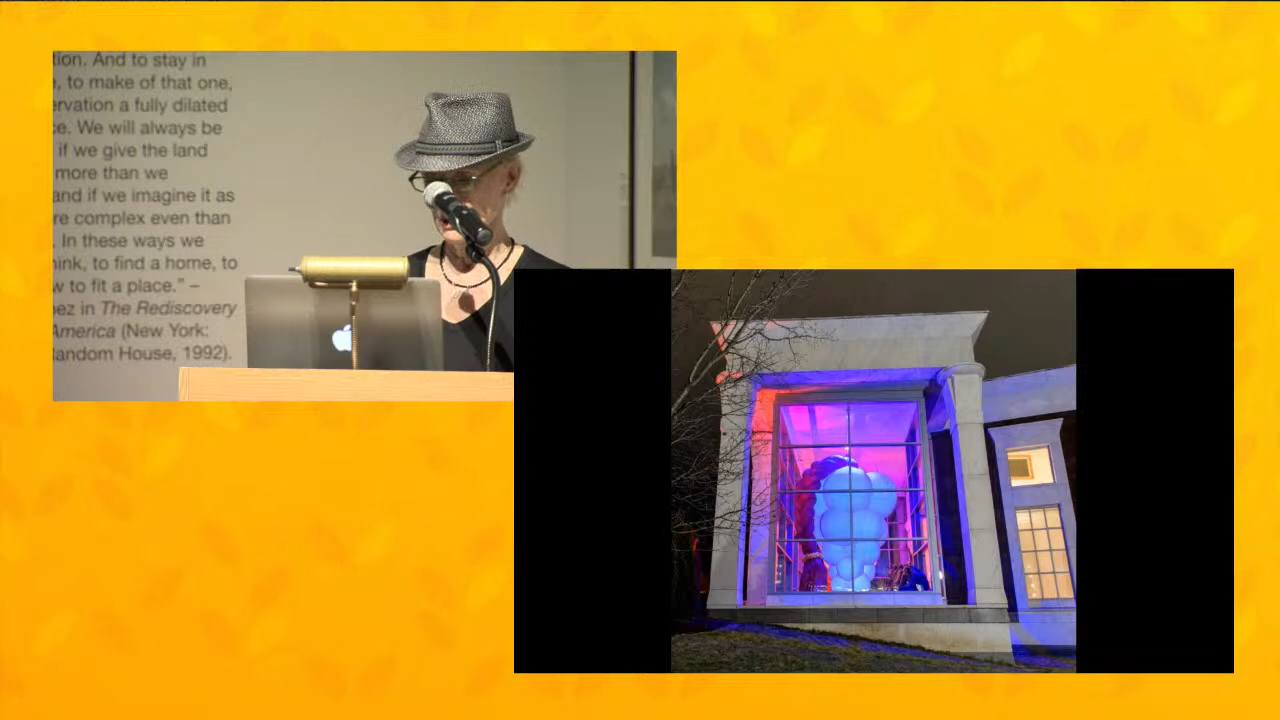 tion. And to stay in
, to make of that one,
ervation a fully dilated
ce. We will always be
if we give the land
more than we
and if we imagine it as
re complex even than
. In these ways we
hink, to find a home, to
w to fit a place.” –
ez in The Rediscovery
America (New York:
andom House, 1992).